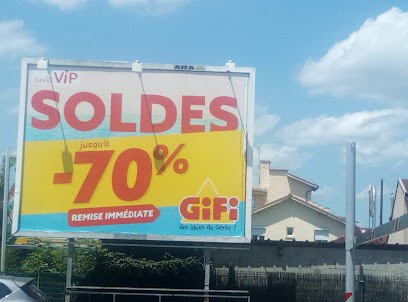 VIP
SOLDES
jusqu'à
-70%
REMISE IMMÉDIATE
GiFi
des idées de Génie !